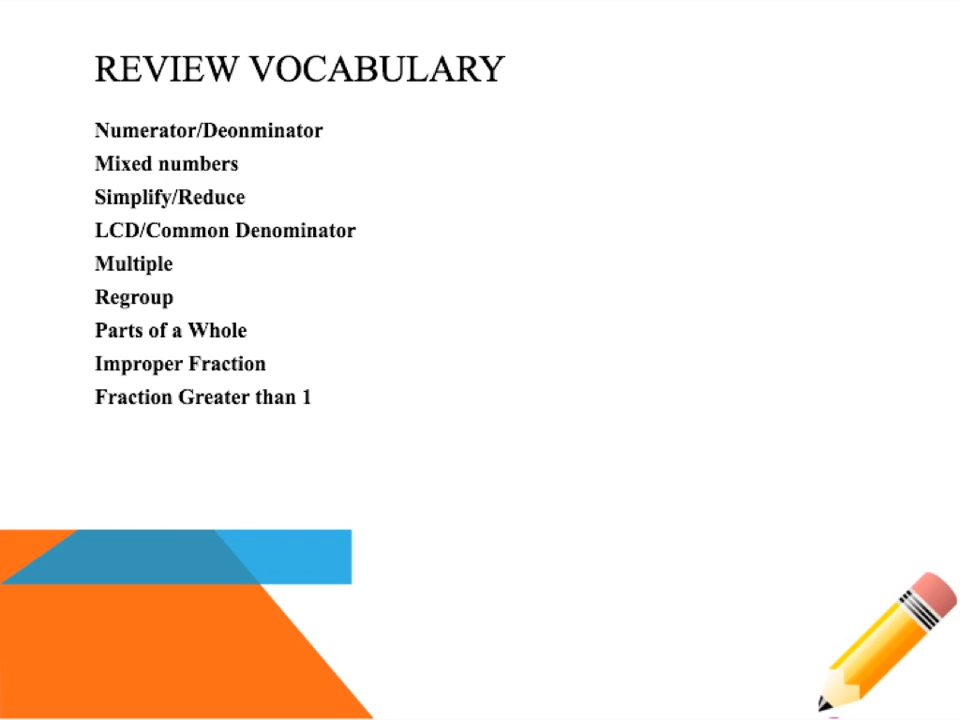 REVIEW VOCABULARY
Numerator/Deonminator
Mixed numbers
Simplify/Reduce
LCD/Common Denominator
Multiple
Regroup
Parts of a Whole
Improper Fraction
Fraction Greater than 1